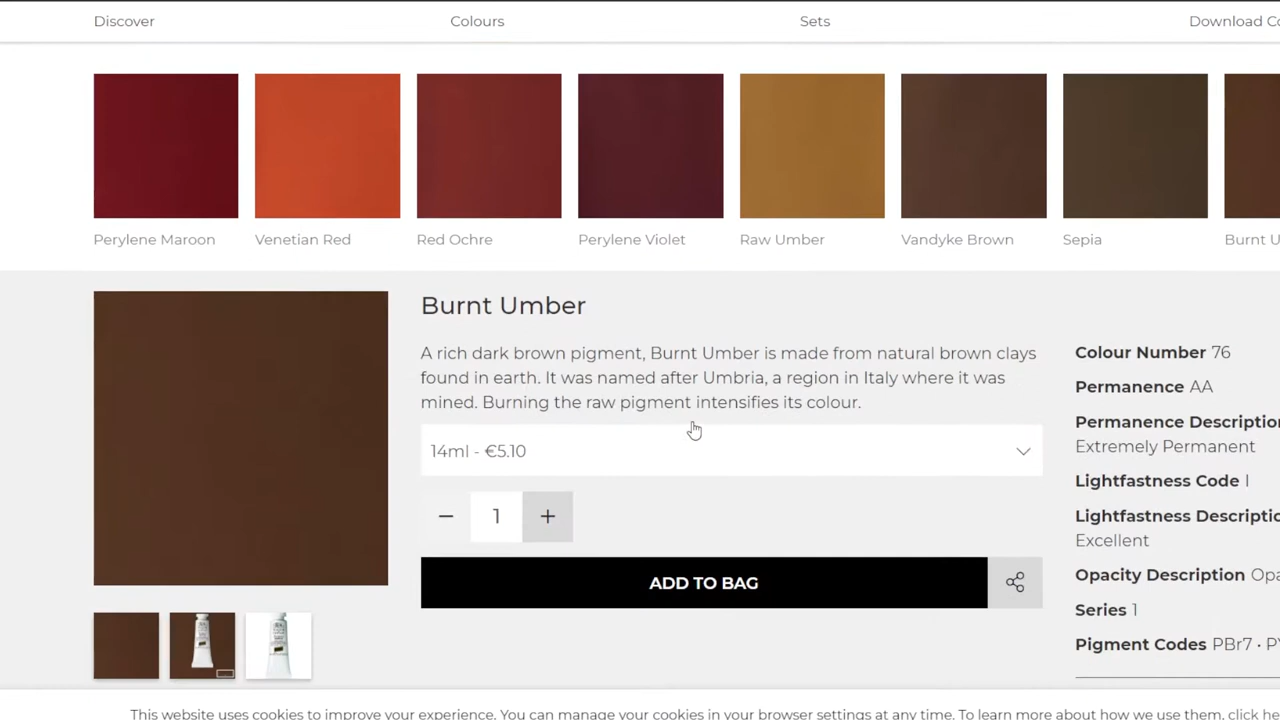 Discover Colours Sets Download
Perylene Maroon Venetian Red Red Ochre Perylene Violet Raw Umber Vandyke Brown Sepia Burnt
Burnt Umber
A rich dark brown pigment, Burnt Umber is made from natural brown clays
found in earth. It was named after Umbria, a region in Italy where it was
mined. Burning the raw pigment intensifies its colour.
14ml - €5.10
1
ADD TO BAG
Colour Number 76
Permanence AA
Permanence
Extremely Permanent
Lightfastness Code I
Lightfastness
Excellent
Opacity Description
Series 1
Pigment Codes PBr7 •
This website uses cookies to improve your experience. You can manage your cookies in your browser settings at any time. To learn more about how we use them, click